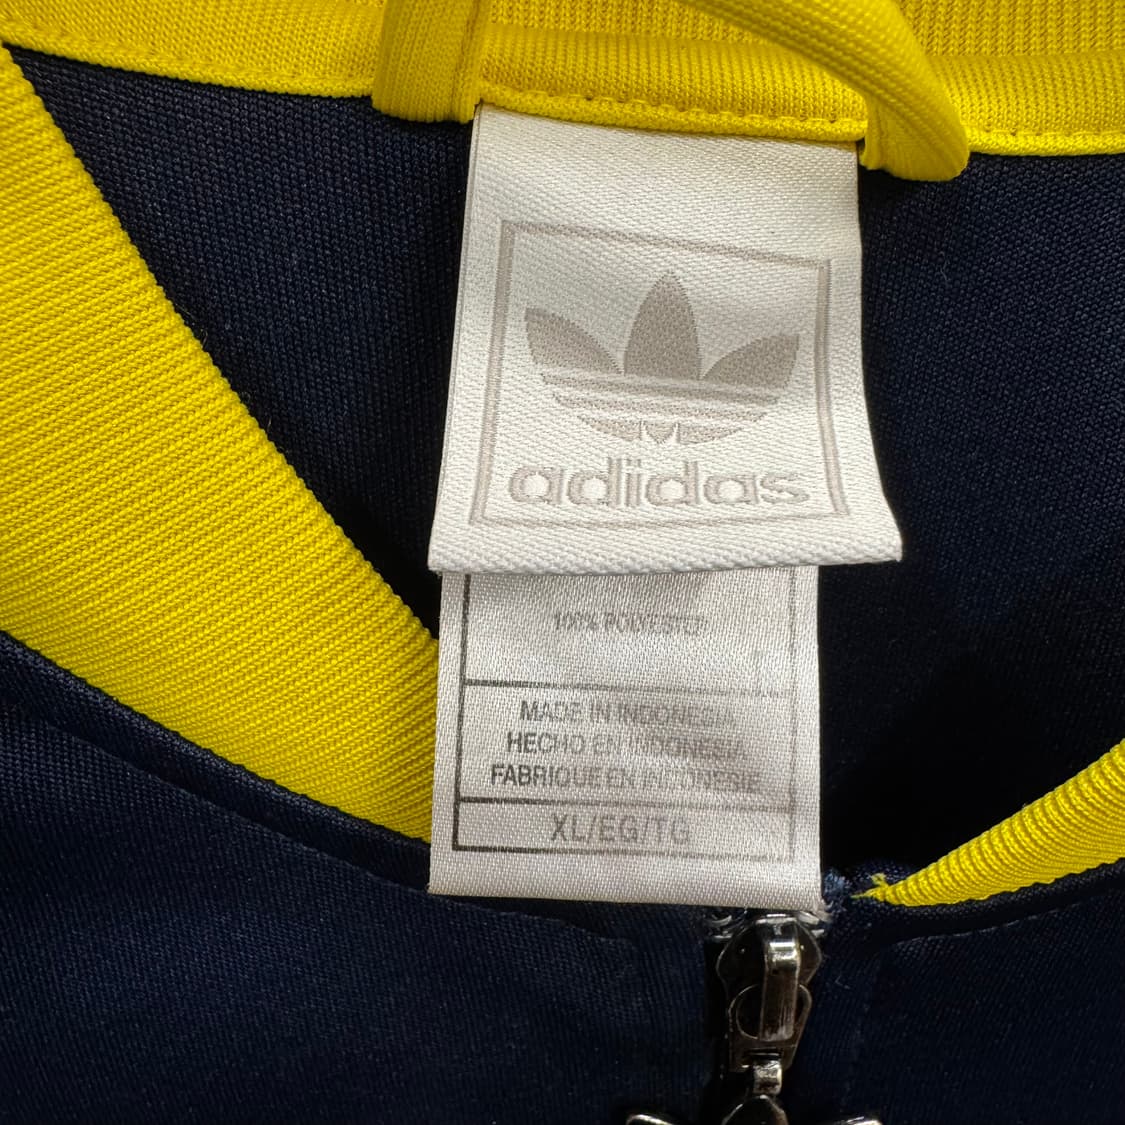 adidas
100% POLYESTER
MADE IN INDONESIA
HECHO EN INDONESIA
FABRIQUE EN INDONESIE
XL/EG/TG